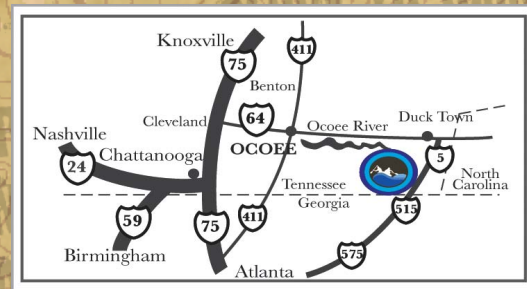 Knoxville
411
75
Benton
64
Cleveland
Ocoee River
Duck Town
Nashville
OCOEE
24
Chattanooga
5
Tennessee
North
Carolina
Georgia
59
75
411
515
Birmingham
575
Atlanta